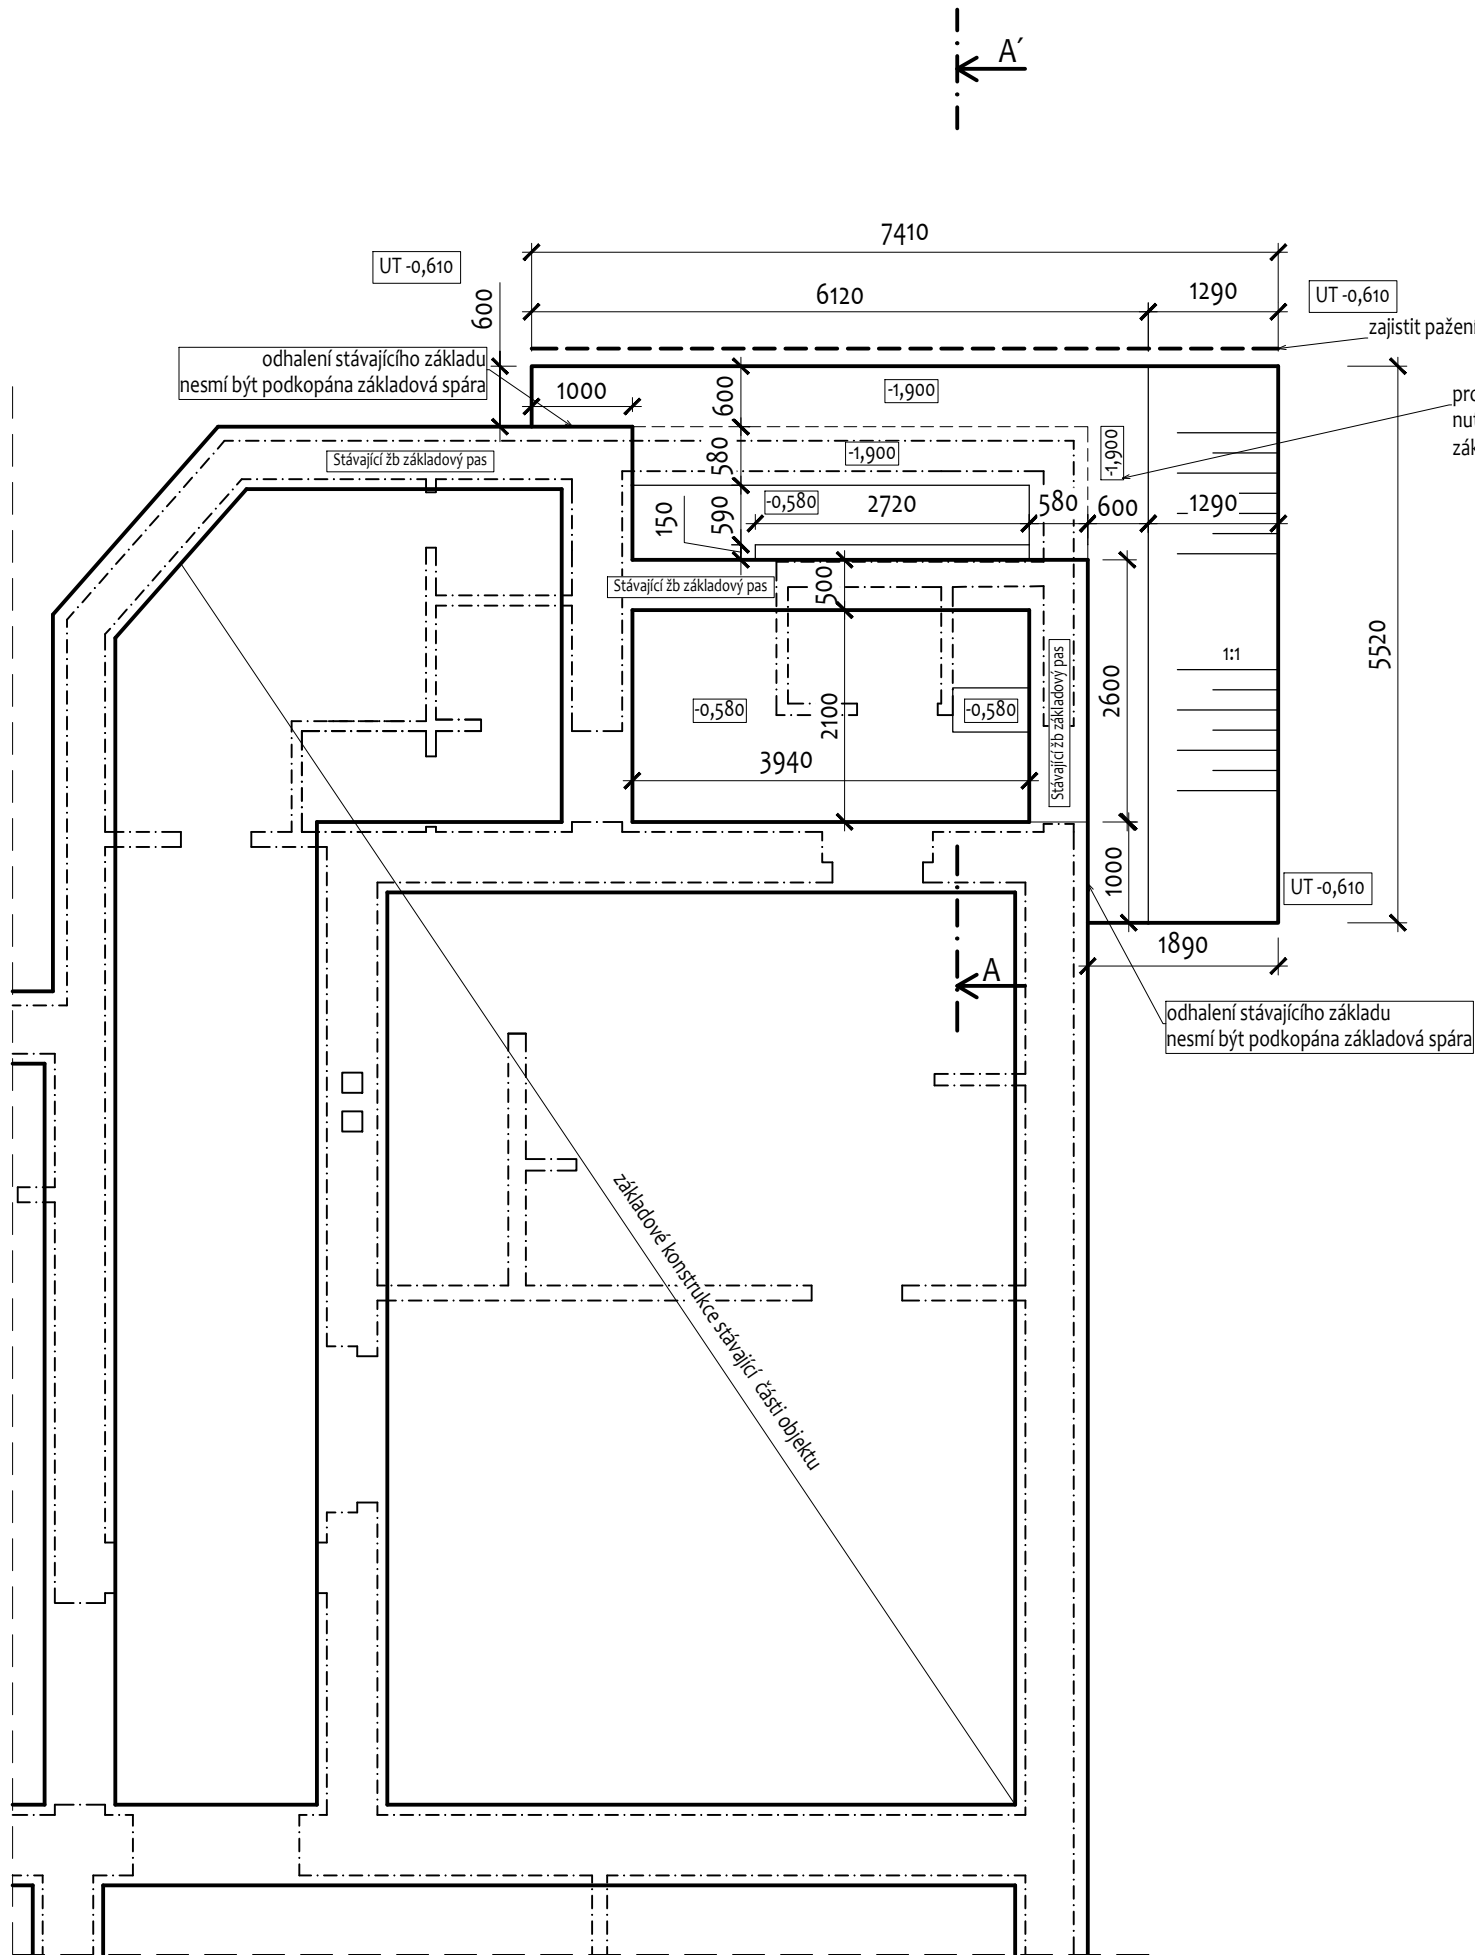 A´
7410
UT -0,610
6120
1290
UT -0,610
600
zajistit pažení
odhalení stávajícího základu
nesmí být podkopána základová spára
1000
600
-1,900
Stávající žb základový pas
580
-1,900
-1,900
150
590
-0,580
2720
580
600
1290
Stávající žb základový pas
500
5520
1:1
Stávající žb základový pas
2600
-0,580
2100
-0,580
3940
1000
UT -0,610
1890
A
odhalení stávajícího základu
nesmí být podkopána základová spára
základové konstrukce stávající části objektu